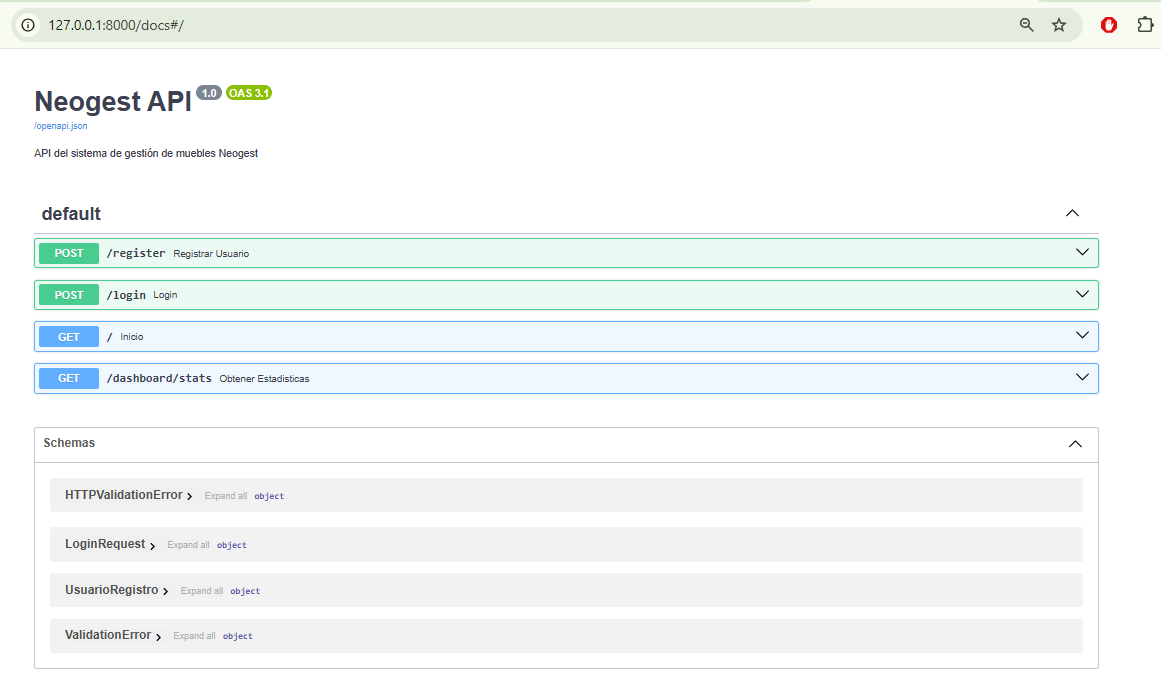 127.0.0.1:8000/docs#/
Neogest API 1.0 OAS 3.1
/openapi.json
API del sistema de gestión de muebles Neogest
default
POST /register Registrar Usuario
POST /login Login
GET / Inicio
GET /dashboard/stats Obtener Estadisticas
Schemas
HTTPValidationError Expand all object
LoginRequest Expand all object
UsuarioRegistro Expand all object
ValidationError Expand all object